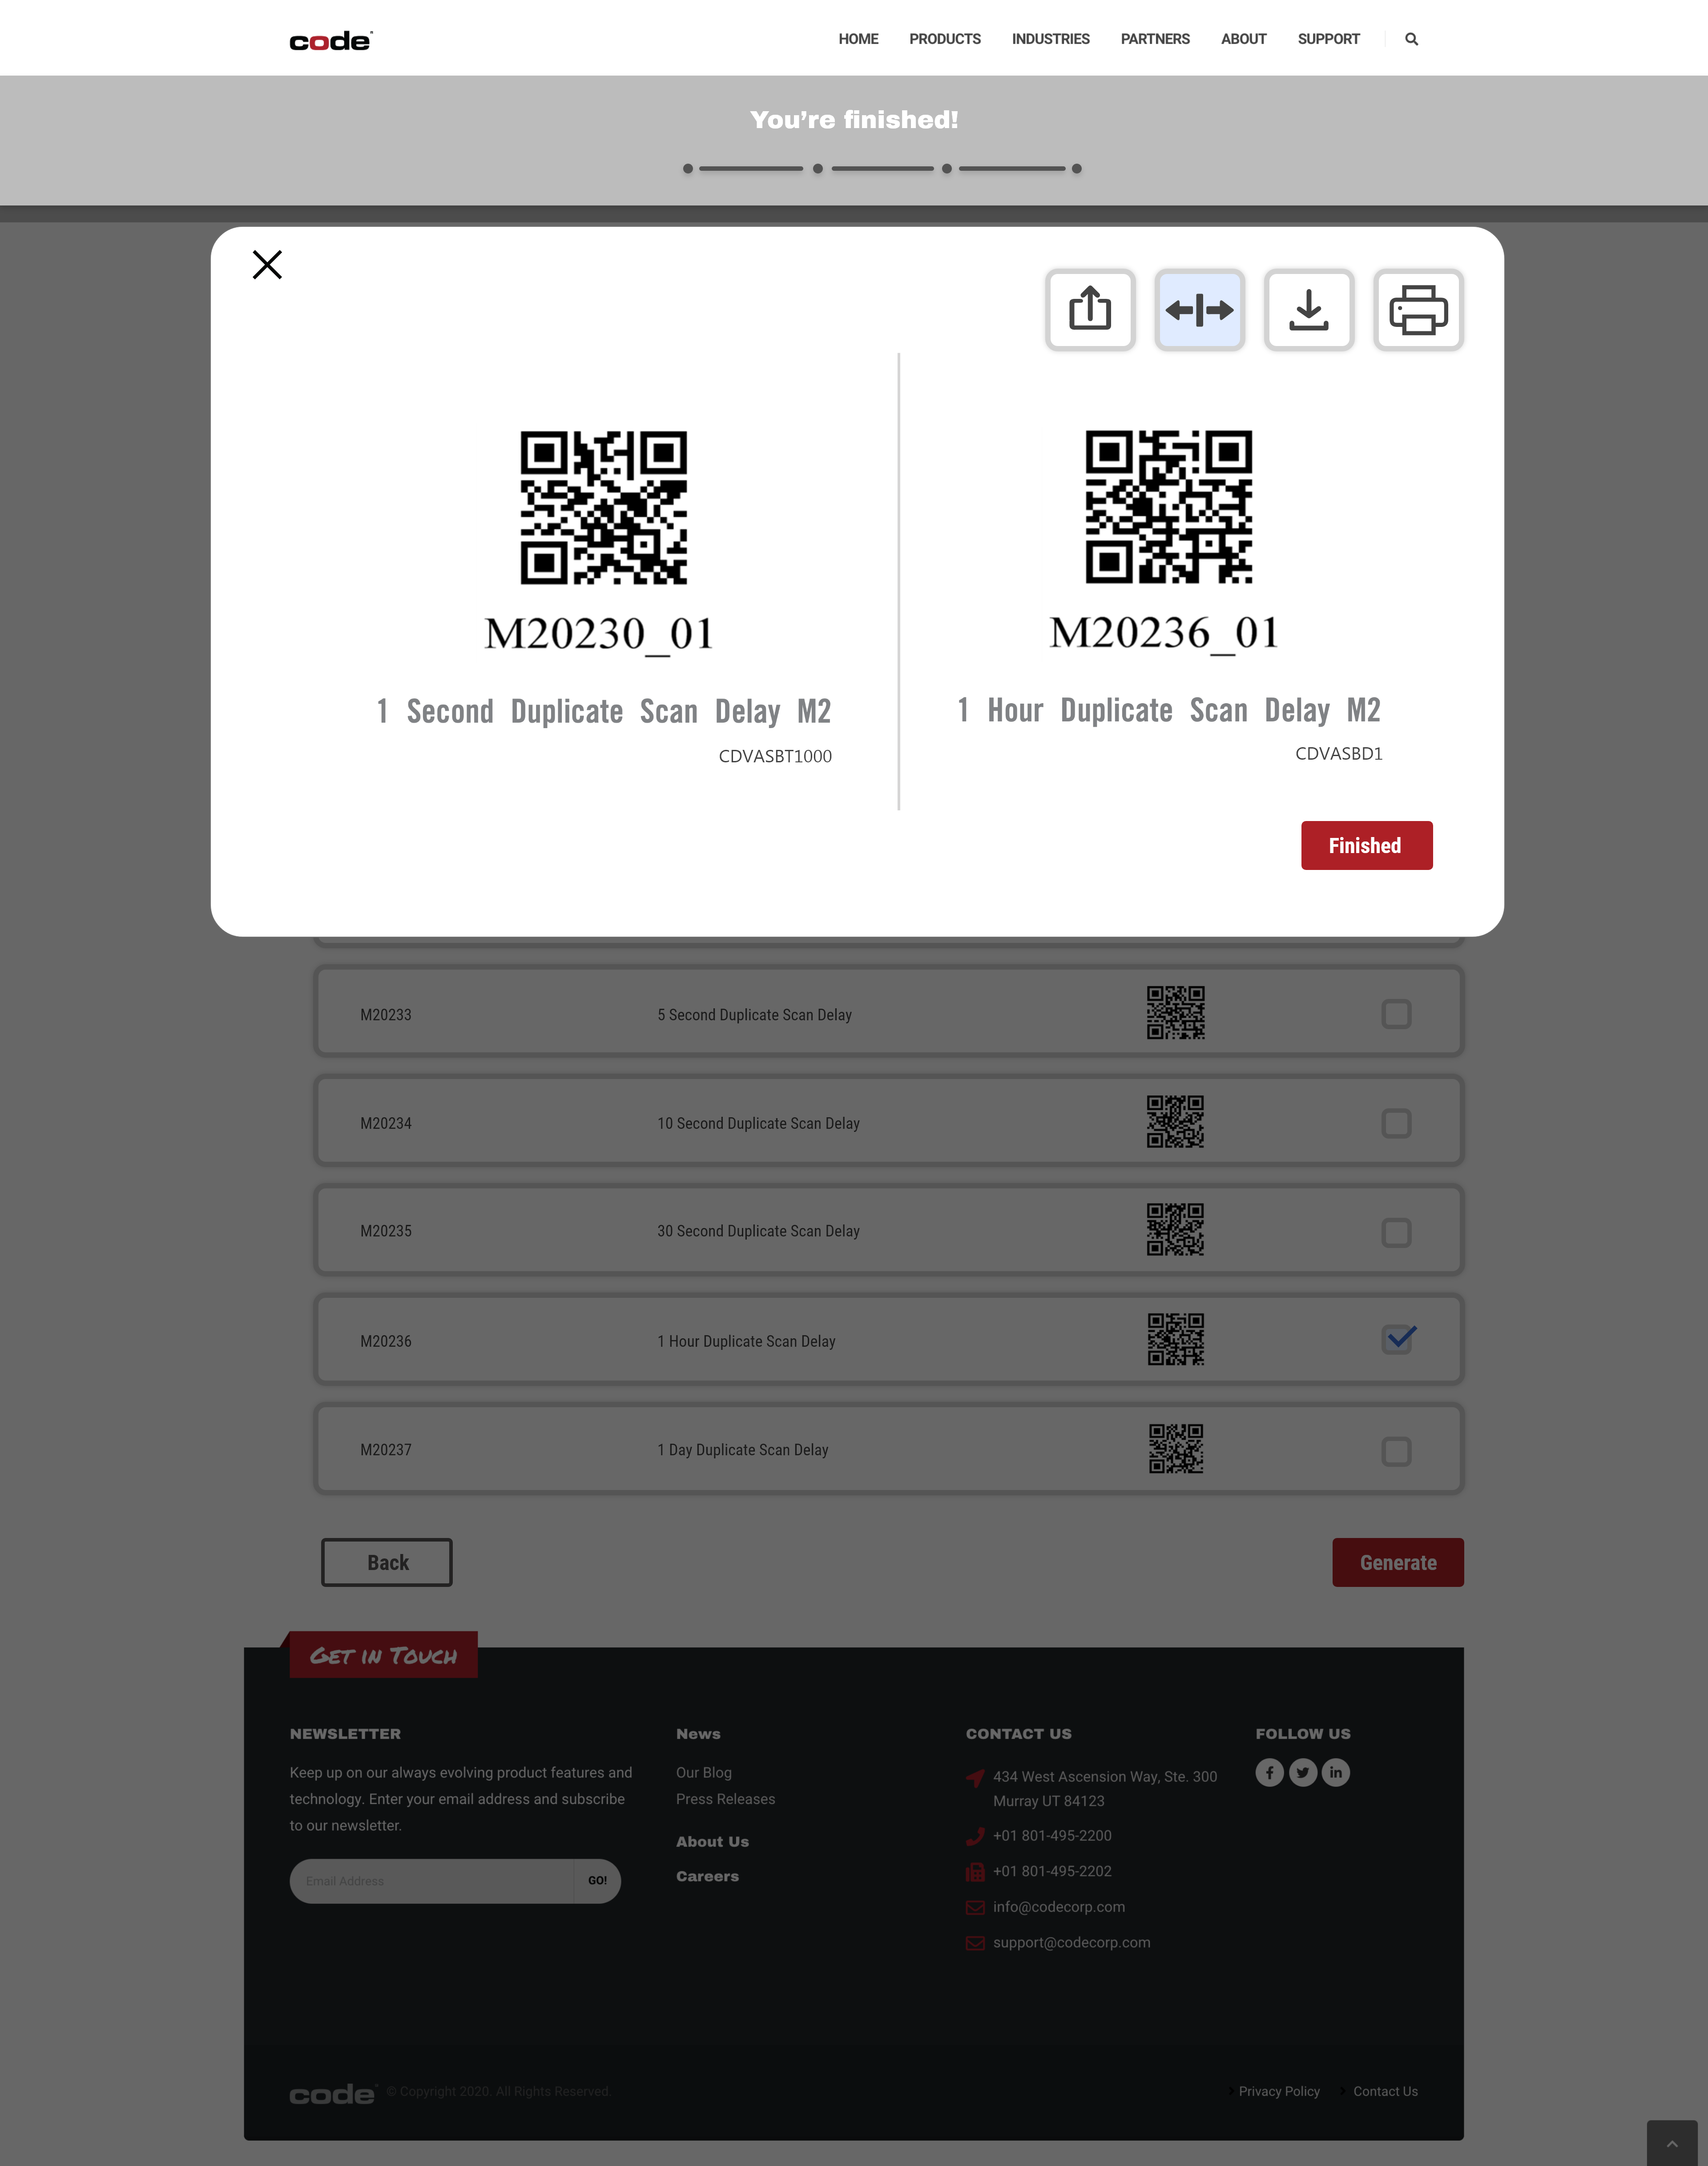 code
HOME PRODUCTS INDUSTRIES PARTNERS ABOUT SUPPORT
You're finished!
M20230_01
1 Second Duplicate Scan Delay M2
CDVASBT1000
M20236_01
1 Hour Duplicate Scan Delay M2
CDVASBD1
Finished
M20233 5 Second Duplicate Scan Delay
M20234 10 Second Duplicate Scan Delay
M20235 30 Second Duplicate Scan Delay
M20236 1 Hour Duplicate Scan Delay
M20237 1 Day Duplicate Scan Delay
Back Generate
GET IN TOUCH
NEWSLETTER
Keep up on our always evolving product features and
technology. Enter your email address and subscribe
to our newsletter.
Email Address GO!
News
Our Blog
Press Releases
About Us
Careers
CONTACT US
434 West Ascension Way, Ste. 300
Murray UT 84123
+01 801-495-2200
+01 801-495-2202
info@codecorp.com
support@codecorp.com
FOLLOW US
code © Copyright 2020. All Rights Reserved.
Privacy Policy Contact Us